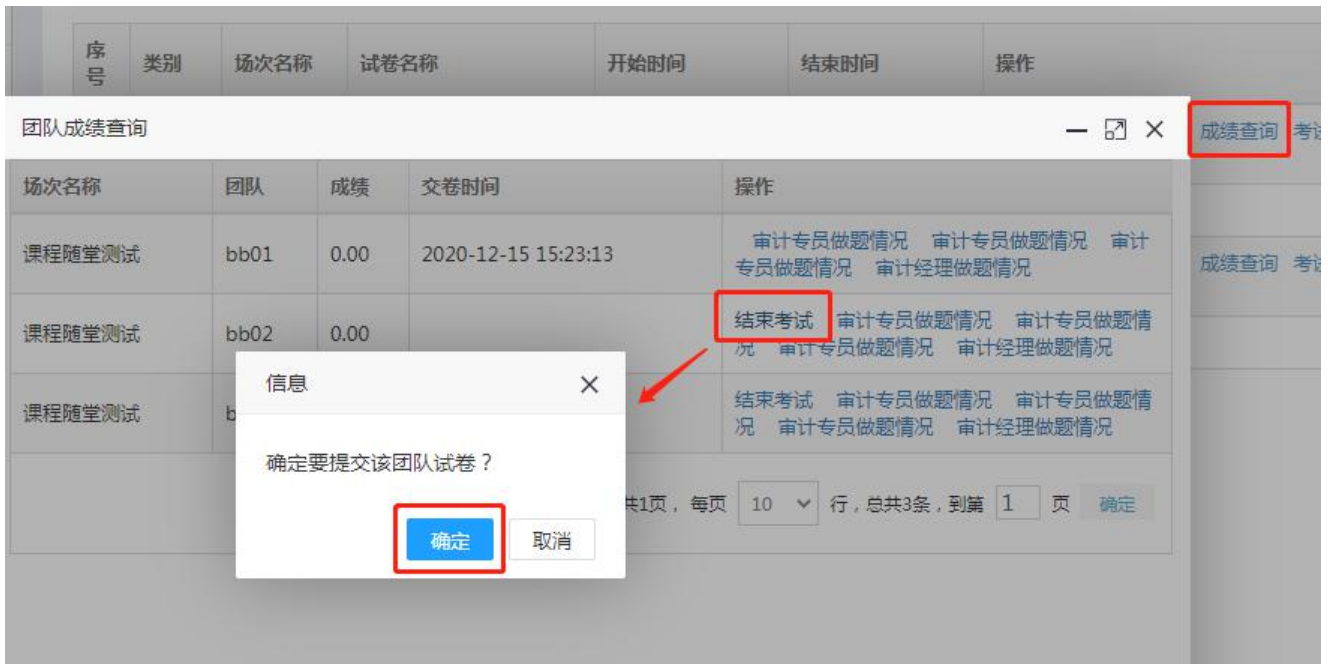 序号 类别 场次名称 试卷名称 开始时间 结束时间 操作
团队成绩查询
成绩查询
场次名称 团队 成绩 交卷时间 操作
课程随堂测试 bb01 0.00 2020-12-15 15:23:13 审计专员做题情况 审计专员做题情况 审计
专员做题情况 审计经理做题情况
成绩查询
课程随堂测试 bb02 0.00 结束考试 审计专员做题情况 审计专员做题情
况 审计专员做题情况 审计经理做题情况
信息
课程随堂测试 结束考试 审计专员做题情况 审计专员做题情
况 审计专员做题情况 审计经理做题情况
确定要提交该团队试卷?
共1页,每页 10 行,总共3条,到第 1 页 确定
确定 取消